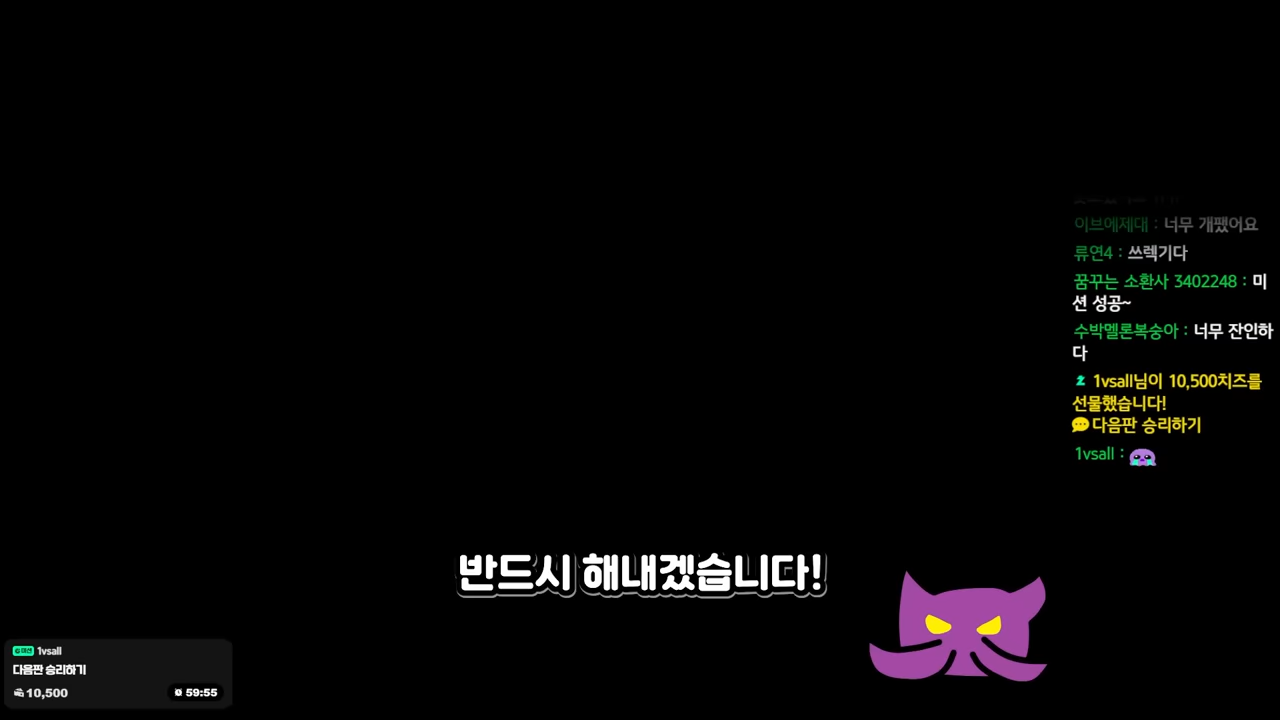 이브에제대 : 너무 개팼어요
류연4 : 쓰렉기다
꿈꾸는 소환사 3402248 : 미
션 성공~
수박멜론복숭아 : 너무 잔인하
다
1vsall님이 10,500치즈를
선물했습니다!
다음판 승리하기
1vsall :
반드시 해내겠습니다!
미션 1vsall
다음판 승리하기
10,500 59:55